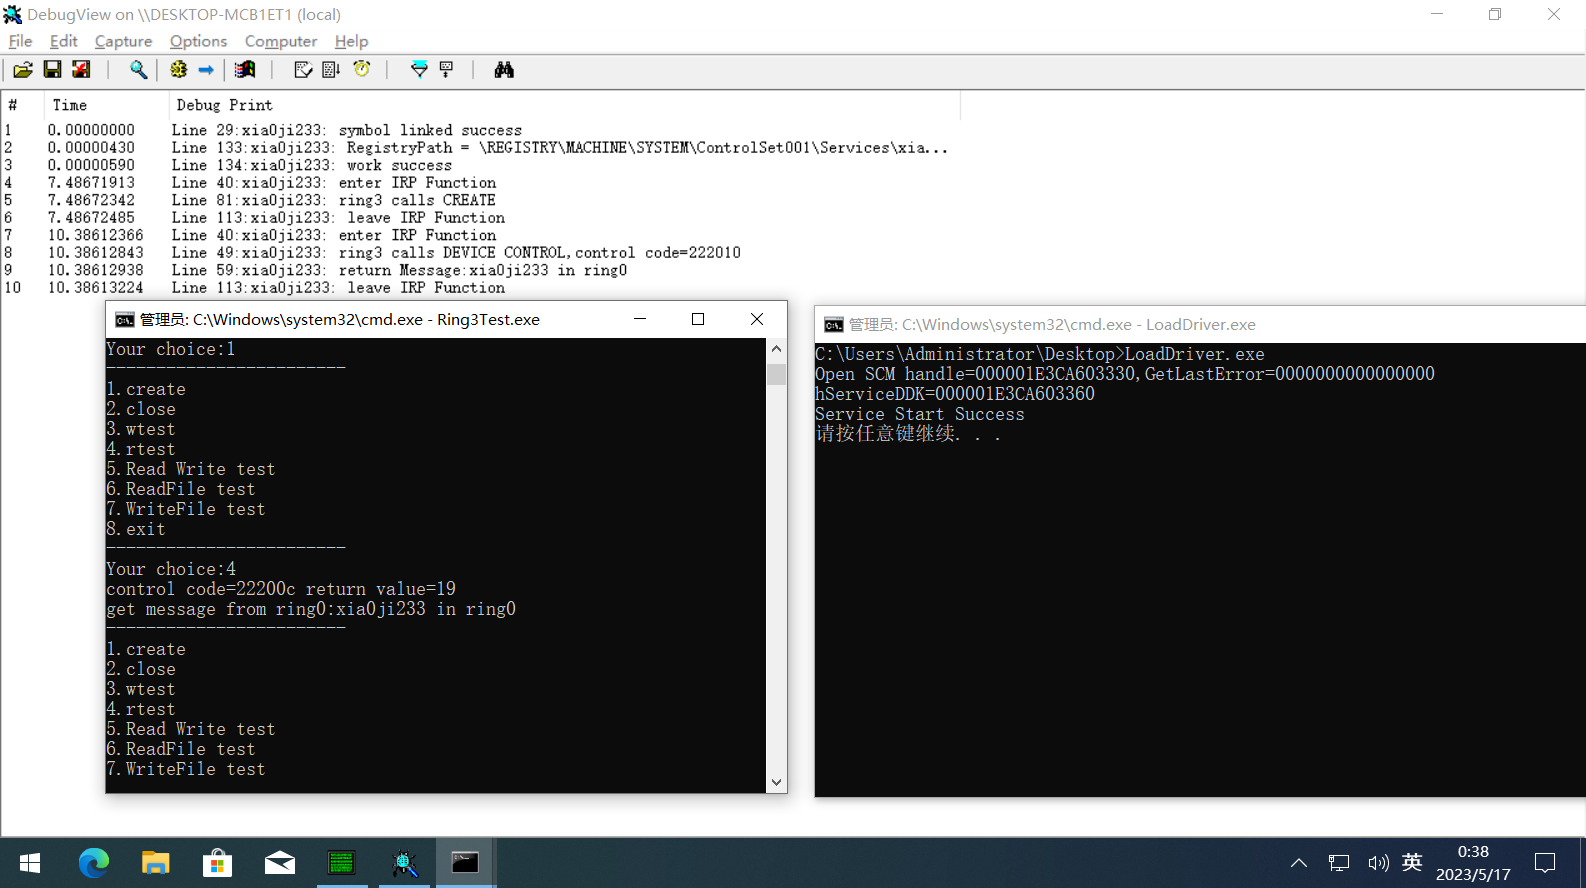 DebugView on \\DESKTOP-MCB1ET1 (local)
File Edit Capture Options Computer Help
# Time Debug Print
1 0.00000000 Line 29:xia0ji233: symbol linked success
2 0.00000430 Line 133:xia0ji233: RegistryPath = \REGISTRY\MACHINE\SYSTEM\ControlSet001\Services\xia...
3 0.00000590 Line 134:xia0ji233: work success
4 7.48671913 Line 40:xia0ji233: enter IRP Function
5 7.48672342 Line 81:xia0ji233: ring3 calls CREATE
6 7.48672485 Line 113:xia0ji233: leave IRP Function
7 10.38612366 Line 40:xia0ji233: enter IRP Function
8 10.38612843 Line 49:xia0ji233: ring3 calls DEVICE CONTROL,control code=222010
9 10.38612938 Line 59:xia0ji233: return Message:xia0ji233 in ring0
10 10.38613224 Line 113:xia0ji233: leave IRP Function
管理员: C:\Windows\system32\cmd.exe - Ring3Test.exe
Your choice:1
------------------------
1.create
2.close
3.wtest
4.rtest
5.Read Write test
6.ReadFile test
7.WriteFile test
8.exit
------------------------
Your choice:4
control code=22200c return value=19
get message from ring0:xia0ji233 in ring0
------------------------
1.create
2.close
3.wtest
4.rtest
5.Read Write test
6.ReadFile test
7.WriteFile test
管理员: C:\Windows\system32\cmd.exe - LoadDriver.exe
C:\Users\Administrator\Desktop>LoadDriver.exe
Open SCM handle=000001E3CA603330,GetLastError=0000000000000000
hServiceDDK=000001E3CA603360
Service Start Success
请按任意键继续. . .
英
0:38
2023/5/17